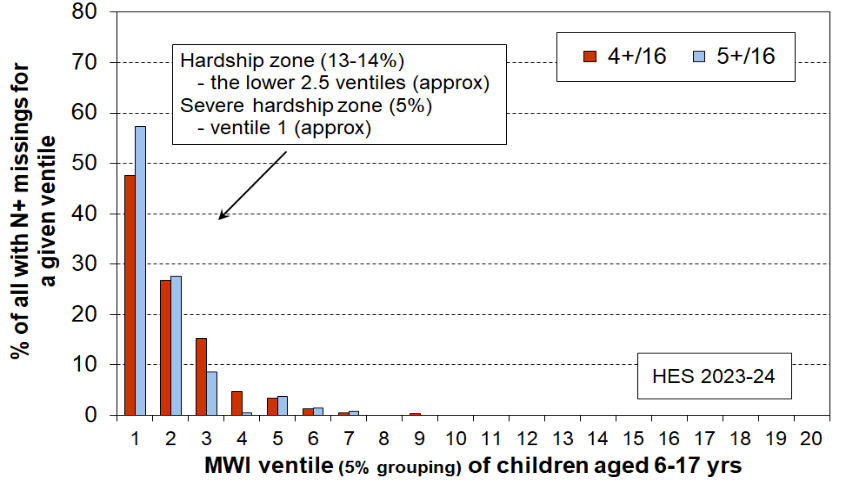 80
70
60
50
40
30
20
10
0
% of all with N+ missings for
a given ventile
Hardship zone (13-14%)
- the lower 2.5 ventiles (approx)
Severe hardship zone (5%)
- ventile 1 (approx)
4+/16 5+/16
HES 2023-24
1 2 3 4 5 6 7 8 9 10 11 12 13 14 15 16 17 18 19 20
MWI ventile (5% grouping) of children aged 6-17 yrs